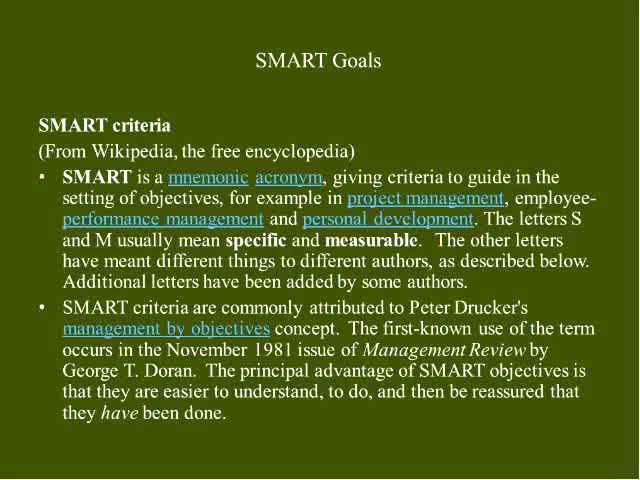 SMART Goals
SMART criteria
(From Wikipedia, the free encyclopedia)
• SMART is a mnemonic acronym, giving criteria to guide in the
setting of objectives, for example in project management, employee-
performance management and personal development. The letters S
and M usually mean specific and measurable.  The other letters
have meant different things to different authors, as described below.
Additional letters have been added by some authors.
• SMART criteria are commonly attributed to Peter Drucker's
management by objectives concept.  The first-known use of the term
occurs in the November 1981 issue of Management Review by
George T. Doran.  The principal advantage of SMART objectives is
that they are easier to understand, to do, and then be reassured that
they have been done.